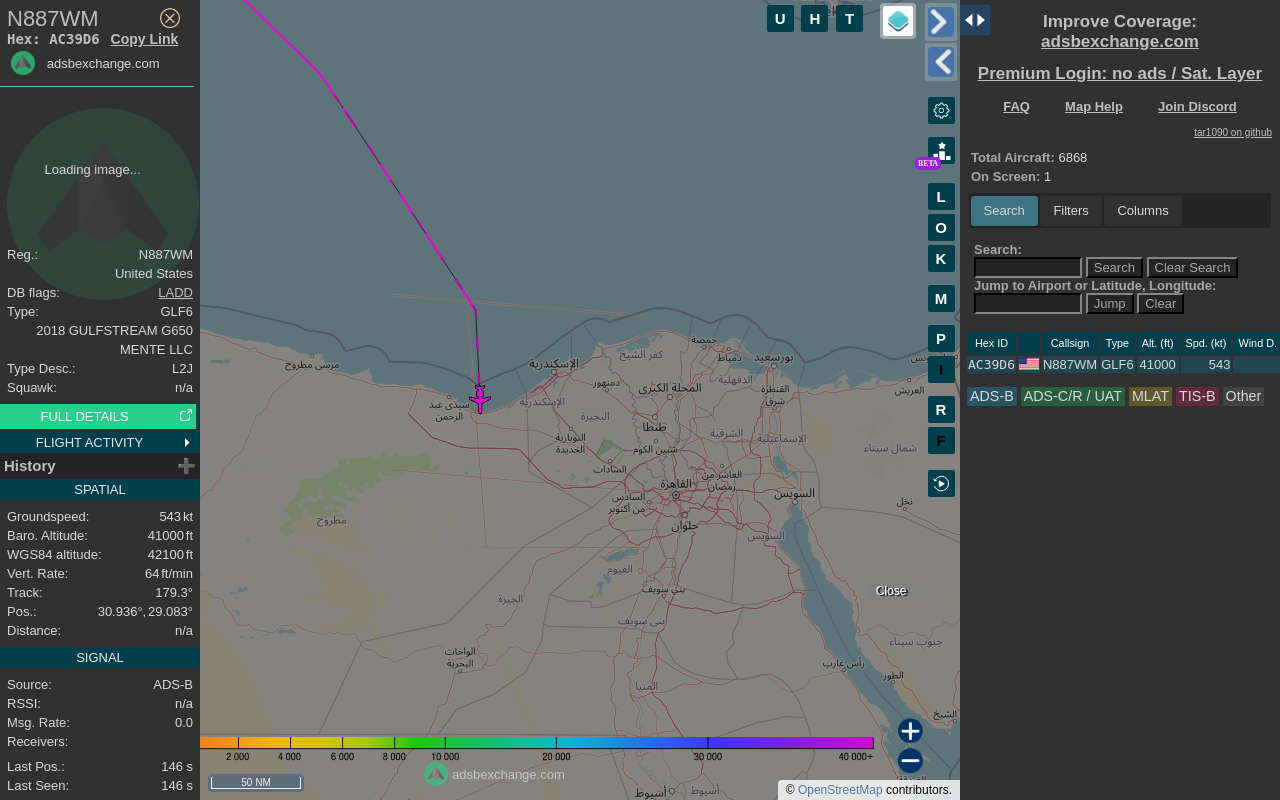 N887WM
Hex: AC39D6 Copy Link
adsbexchange.com
Loading image...
Reg.: N887WM
United States
DB flags: LADD
Type: GLF6
2018 GULFSTREAM G650
MENTE LLC
Type Desc.: L2J
Squawk: n/a
FULL DETAILS
FLIGHT ACTIVITY
History
SPATIAL
Groundspeed: 543 kt
Baro. Altitude: 41000 ft
WGS84 altitude: 42100 ft
Vert. Rate: 64 ft/min
Track: 179.3°
Pos.: 30.936°, 29.083°
Distance: n/a
SIGNAL
Source: ADS-B
RSSI: n/a
Msg. Rate: 0.0
Receivers:
Last Pos.: 146 s
Last Seen: 146 s
U H T
BETA
L
O
K
M
P
I
R
F
مرسى مطروح
الإسكندرية
كفر الشيخ
جمصة
دمياط
بورسعيد
الدقهلية
دمنهور
المحلة الكبرى
القنطرة
شرق
العريش
سيدى عبد
الرحمن
الإسكندرية
البحيرة
طنطا
النوبارية
الجديدة
شبين الكوم
الشرقية
الإسماعيلية
شمال سيناء
السادات
العاشر من
رمضان
القاهرة
السادس
من أكتوبر
السويس
نخل
مطروح
حلوان
السويس
الفيوم
بني سويف
الجيزة
بني سويف
Close
جنوب سيناء
الواحات
البحرية
رأس غارب
الطور
المنيا
الشيخ
2 000 4 000 6 000 8 000 10 000 20 000 30 000 40 000+
adsbexchange.com
50 NM
أسيوط
أسيوط
© OpenStreetMap contributors.
Improve Coverage:
adsbexchange.com
Premium Login: no ads / Sat. Layer
FAQ Map Help Join Discord
tar1090 on github
Total Aircraft: 6868
On Screen: 1
Search Filters Columns
Search:
Search Clear Search
Jump to Airport or Latitude, Longitude:
Jump Clear
Hex ID Callsign Type Alt. (ft) Spd. (kt) Wind D.
AC39D6 N887WM GLF6 41000 543
ADS-B ADS-C/R / UAT MLAT TIS-B Other